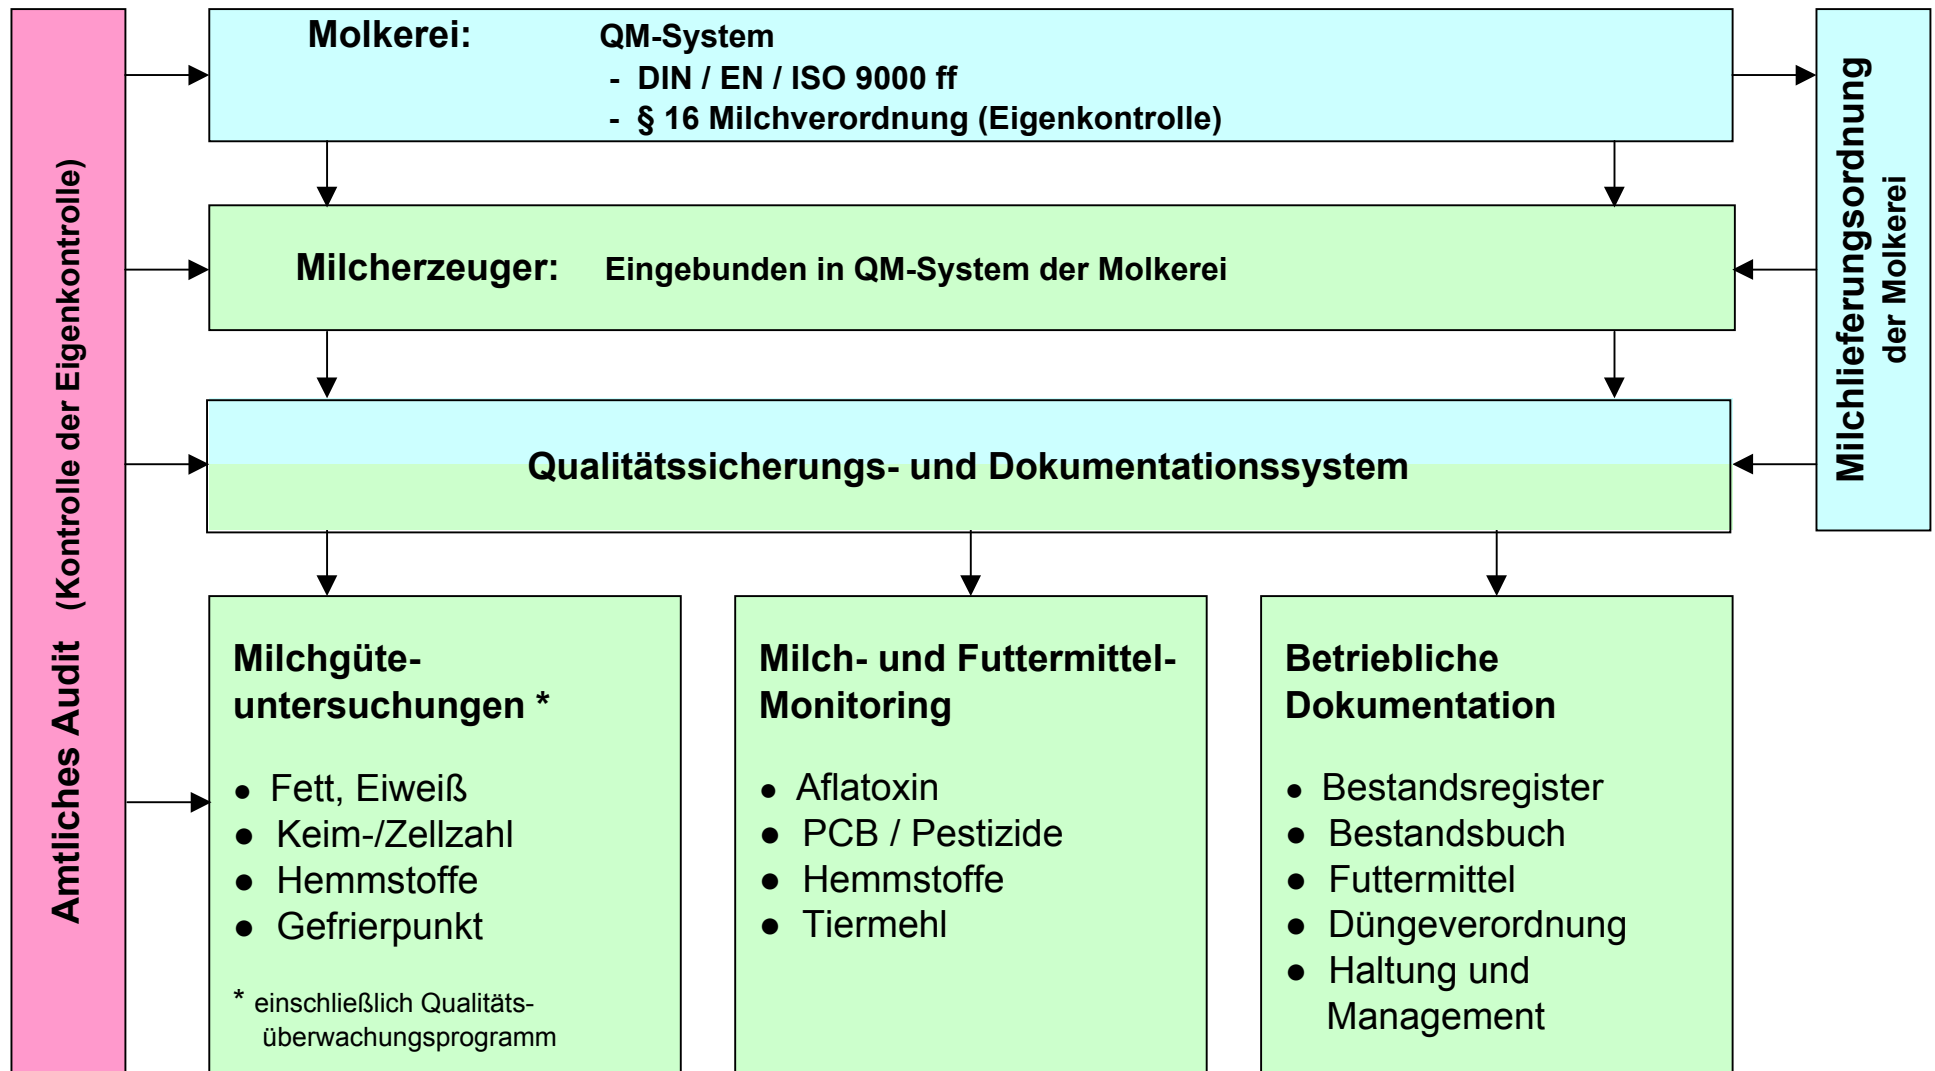 Molkerei: QM-System
- DIN / EN / ISO 9000 ff
- § 16 Milchverordnung (Eigenkontrolle)
Milcherzeuger: Eingebunden in QM-System der Molkerei
Qualitätssicherungs- und Dokumentationssystem
Milchgüte-
untersuchungen *
● Fett, Eiweiß
● Keim-/Zellzahl
● Hemmstoffe
● Gefrierpunkt
* einschließlich Qualitäts-
überwachungsprogramm
Milch- und Futtermittel-
Monitoring
● Aflatoxin
● PCB / Pestizide
● Hemmstoffe
● Tiermehl
Betriebliche
Dokumentation
● Bestandsregister
● Bestandsbuch
● Futtermittel
● Düngeverordnung
● Haltung und
Management
Amtliches Audit (Kontrolle der Eigenkontrolle)
Milchlieferungsordnung
der Molkerei